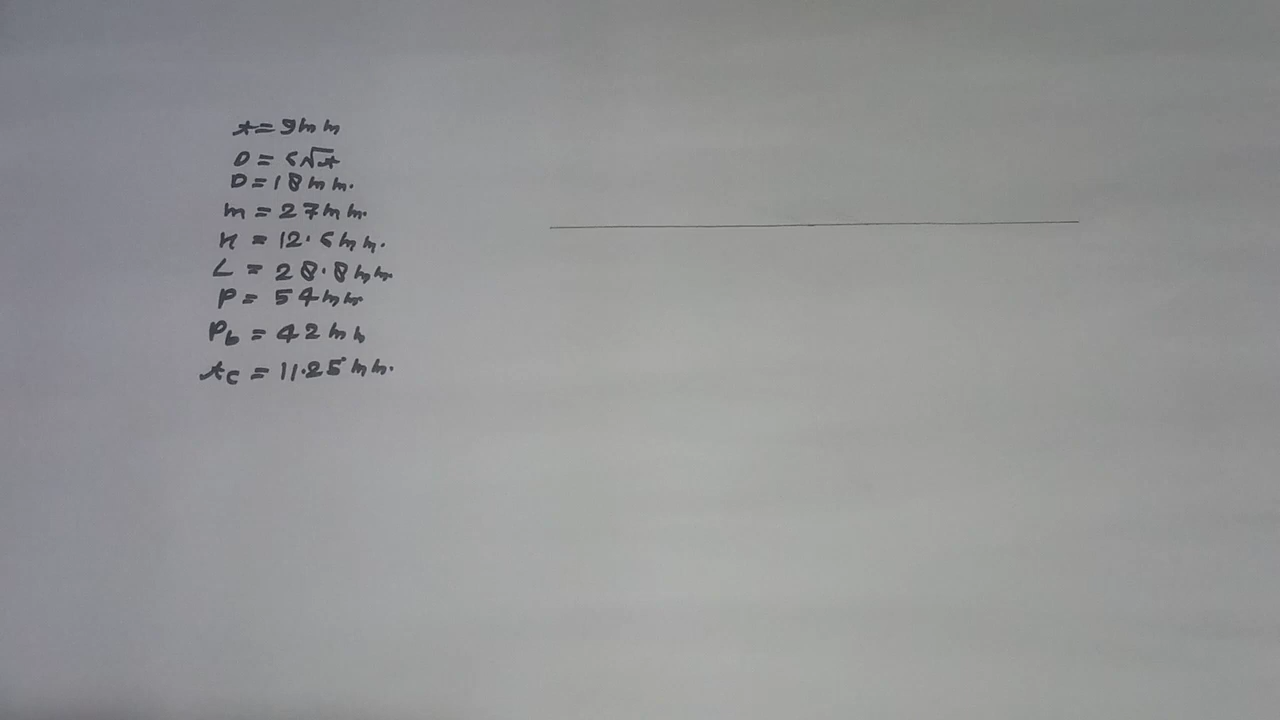 t = 9mm
D = 6√t
D = 18mm.
m = 27mm.
H = 12.6mm.
L = 28.8mm.
P = 54mm.
Pb = 42mm
tc = 11.25mm.